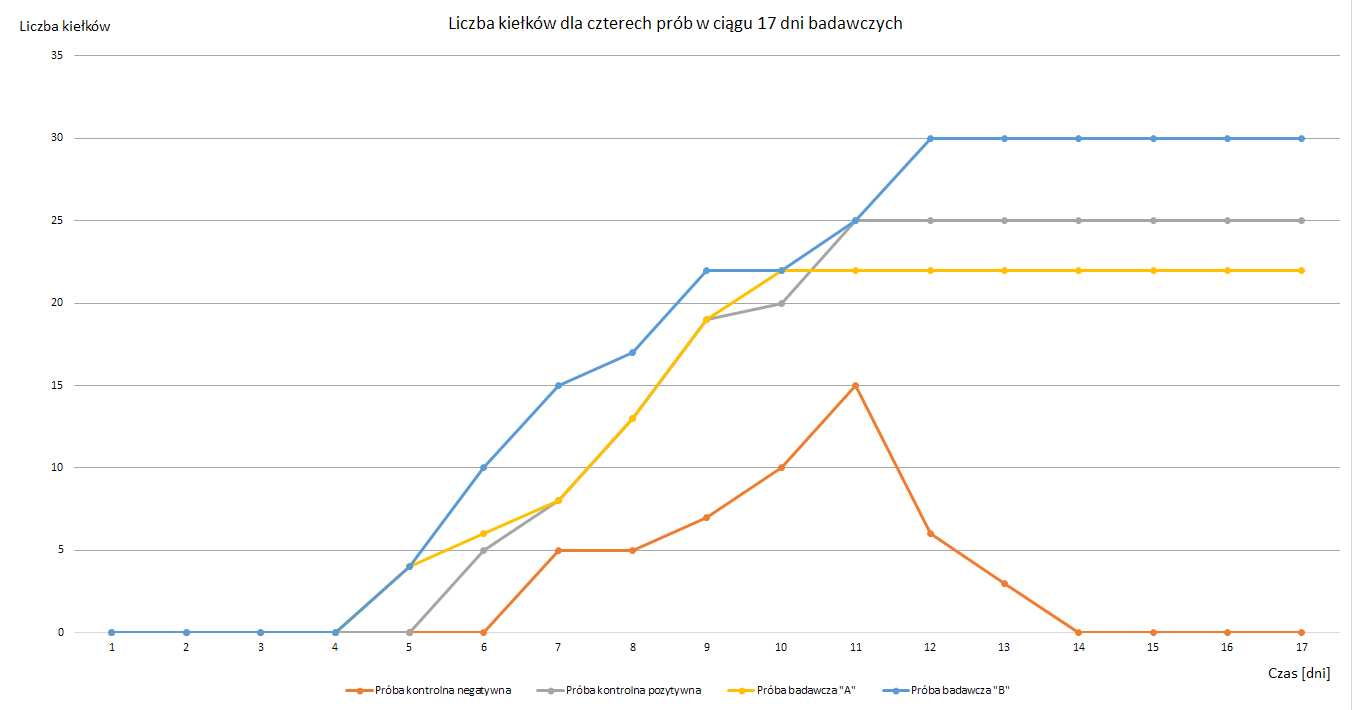 Liczba kiełków dla czterech prób w ciągu 17 dni badawczych
Liczba kiełków
35
30
25
20
15
10
5
0
1 2 3 4 5 6 7 8 9 10 11 12 13 14 15 16 17
Czas [dni]
Próba kontrolna negatywna Próba kontrolna pozytywna Próba badawcza "A" Próba badawcza "B"